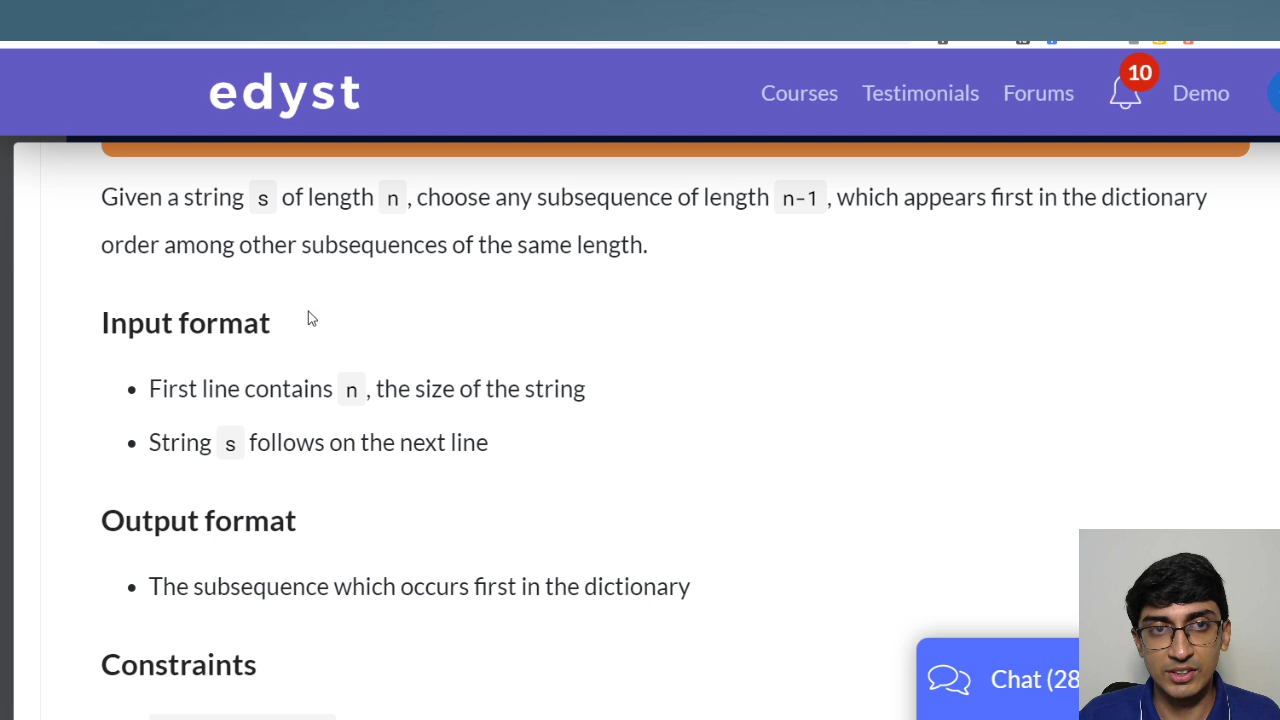 edyst
Courses Testimonials Forums 10 Demo
Given a string s of length n, choose any subsequence of length n-1, which appears first in the dictionary
order among other subsequences of the same length.
Input format
• First line contains n, the size of the string
• String s follows on the next line
Output format
• The subsequence which occurs first in the dictionary
Constraints
Chat (28